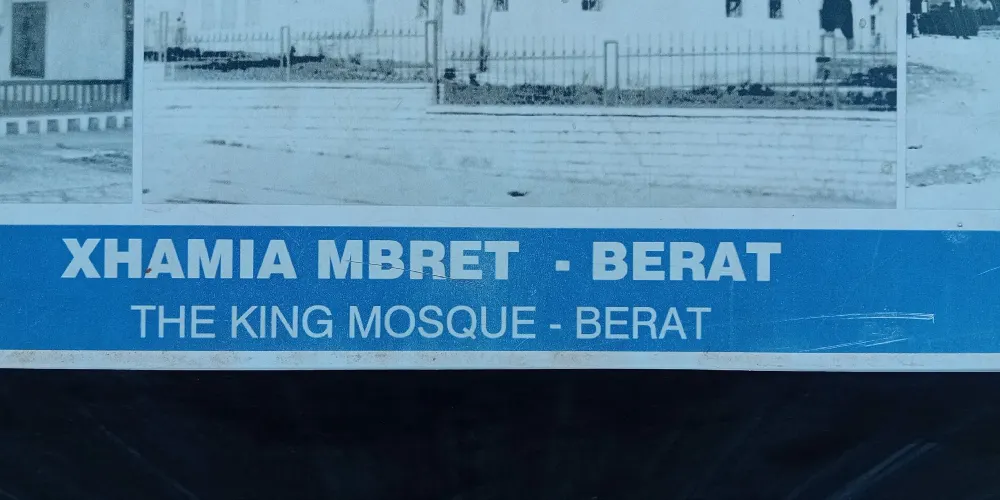 XHAMIA MBRET - BERAT
THE KING MOSQUE - BERAT